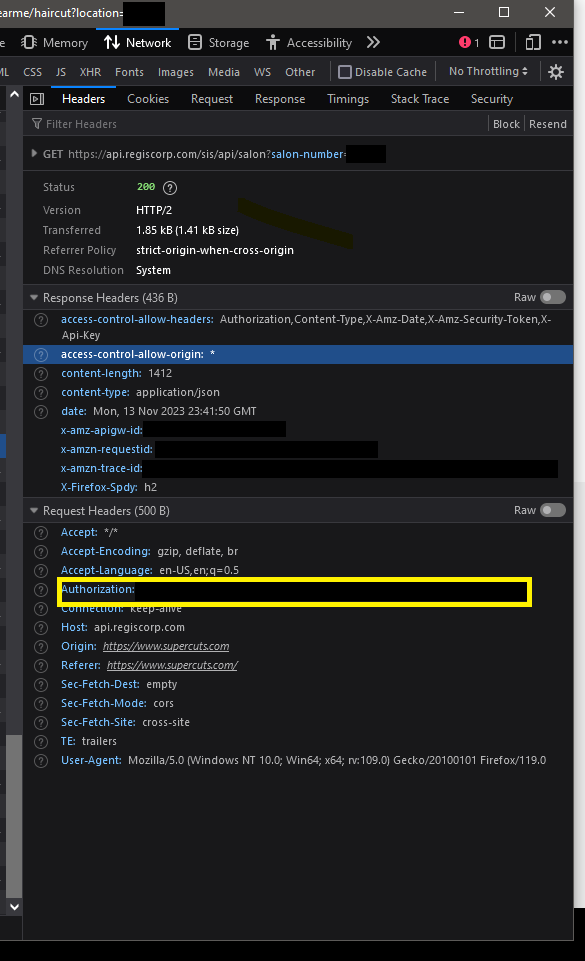 earme/haircut?location=
Memory Network Storage Accessibility 1
ML CSS JS XHR Fonts Images Media WS Other Disable Cache No Throttling
Headers Cookies Request Response Timings Stack Trace Security
Filter Headers Block Resend
GET https://api.regiscorp.com/sis/api/salon?salon-number=
Status 200
Version HTTP/2
Transferred 1.85 kB (1.41 kB size)
Referrer Policy strict-origin-when-cross-origin
DNS Resolution System
Response Headers (436 B) Raw
access-control-allow-headers: Authorization,Content-Type,X-Amz-Date,X-Amz-Security-Token,X-
Api-Key
access-control-allow-origin: *
content-length: 1412
content-type: application/json
date: Mon, 13 Nov 2023 23:41:50 GMT
x-amz-apigw-id:
x-amzn-requestid:
x-amzn-trace-id:
X-Firefox-Spdy: h2
Request Headers (500 B) Raw
Accept: */*
Accept-Encoding: gzip, deflate, br
Accept-Language: en-US,en;q=0.5
Authorization:
Connection: keep-alive
Host: api.regiscorp.com
Origin: https://www.supercuts.com
Referer: https://www.supercuts.com/
Sec-Fetch-Dest: empty
Sec-Fetch-Mode: cors
Sec-Fetch-Site: cross-site
TE: trailers
User-Agent: Mozilla/5.0 (Windows NT 10.0; Win64; x64; rv:109.0) Gecko/20100101 Firefox/119.0